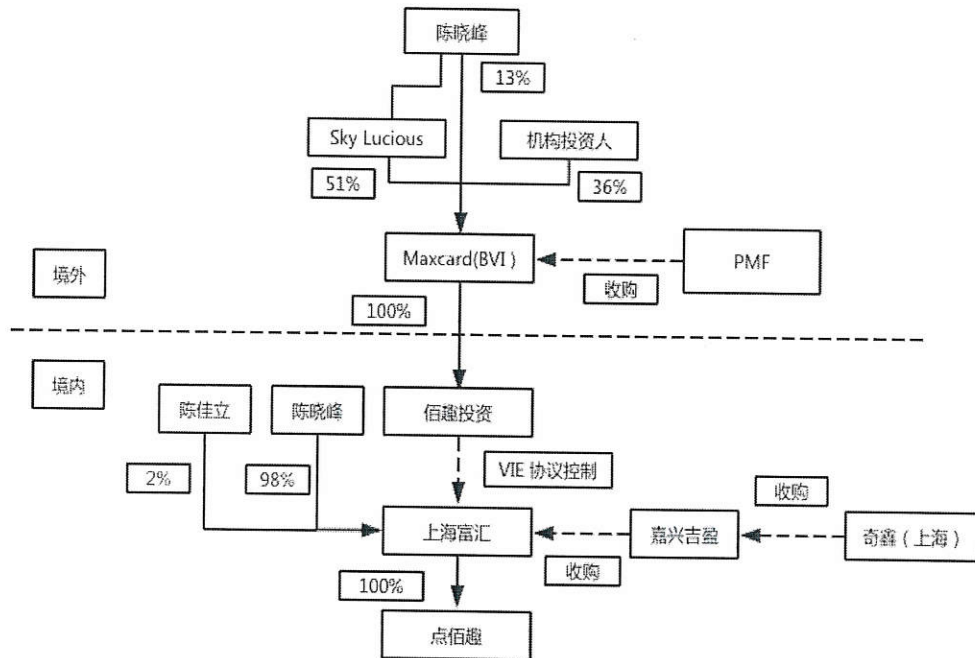 陈晓峰
13%
Sky Lucious
机构投资人
51%
36%
Maxcard(BVI)
PMF
境外
收购
100%
境内
陈佳立
陈晓峰
佰趣投资
2%
98%
VIE 协议控制
收购
上海富汇
嘉兴吉盈
奇鑫(上海)
收购
100%
点佰趣